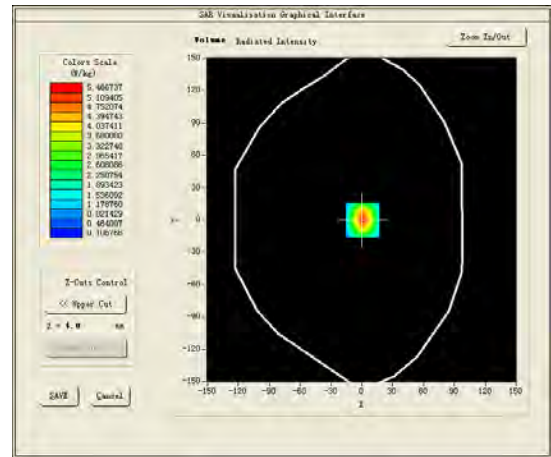 SAR Visualisation Graphical Interface
Volume Radiated Intensity
Zoom In/Out
Colors Scale
(W/kg)
5.466737
5.109405
4.752074
4.394743
4.037411
3.680080
3.322748
2.965417
2.608086
2.250754
1.893423
1.536092
1.178760
0.821429
0.464097
0.106766
Z-Cuts Control
<< Upper Cut
Z = 4.0 mm
SAVE
Cancel
150
120
90
60
30
0
-30
-60
-90
-120
-150
Y
-150 -120 -90 -60 -30 0 30 60 90 120 150
X